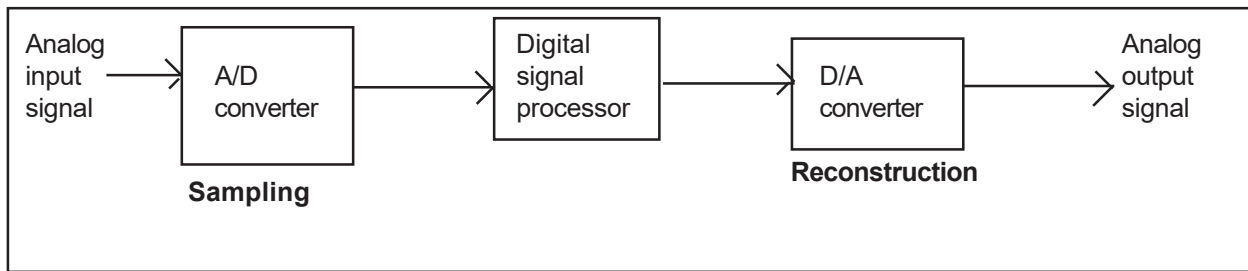 Analog
input
signal
A/D
converter
Sampling
Digital
signal
processor
D/A
converter
Reconstruction
Analog
output
signal